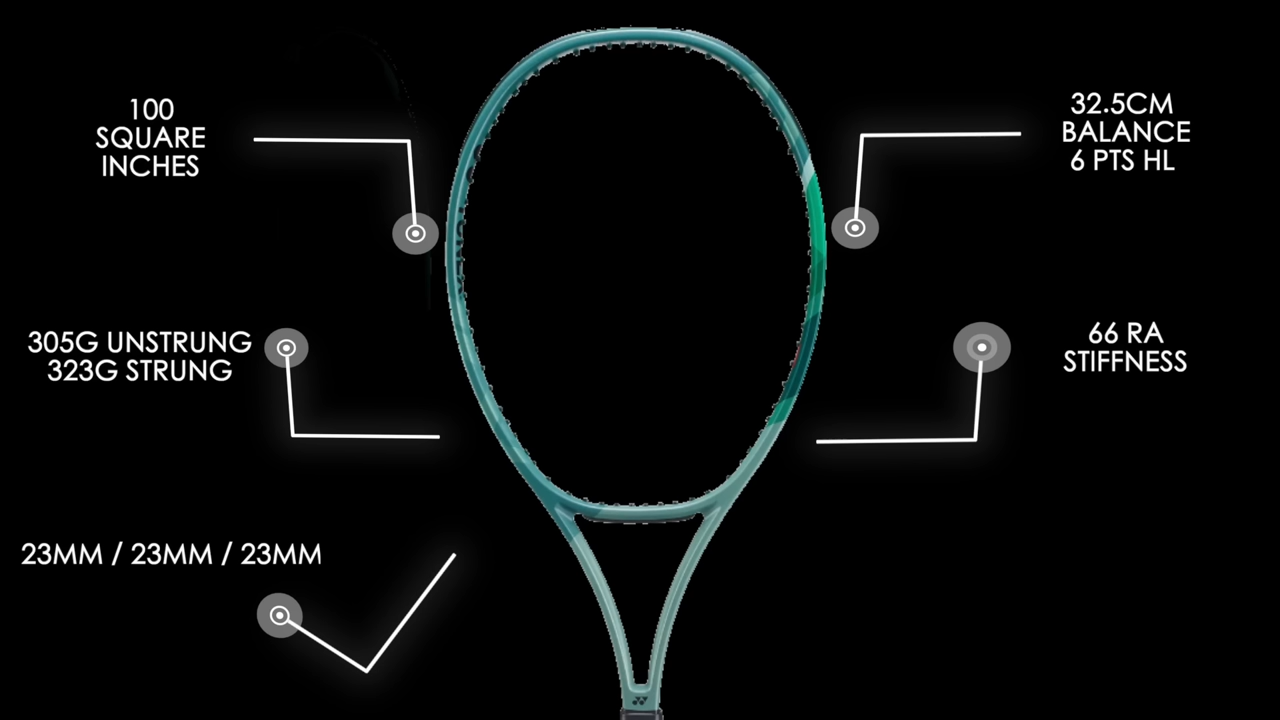 100
SQUARE
INCHES
32.5CM
BALANCE
6 PTS HL
305G UNSTRUNG
323G STRUNG
66 RA
STIFFNESS
23MM / 23MM / 23MM